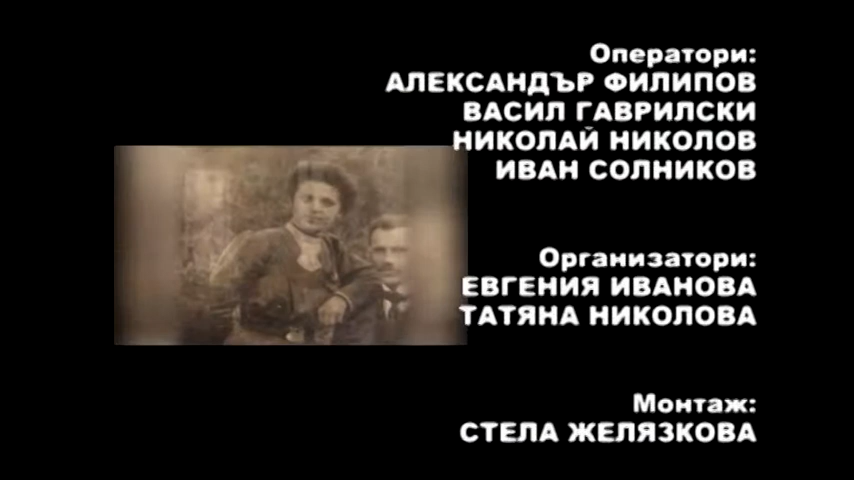 Оператори:
АЛЕКСАНДЪР ФИЛИПОВ
ВАСИЛ ГАВРИЛСКИ
НИКОЛАЙ НИКОЛОВ
ИВАН СОЛНИКОВ
Организатори:
ЕВГЕНИЯ ИВАНОВА
ТАТЯНА НИКОЛОВА
Монтаж:
СТЕЛА ЖЕЛЯЗКОВА